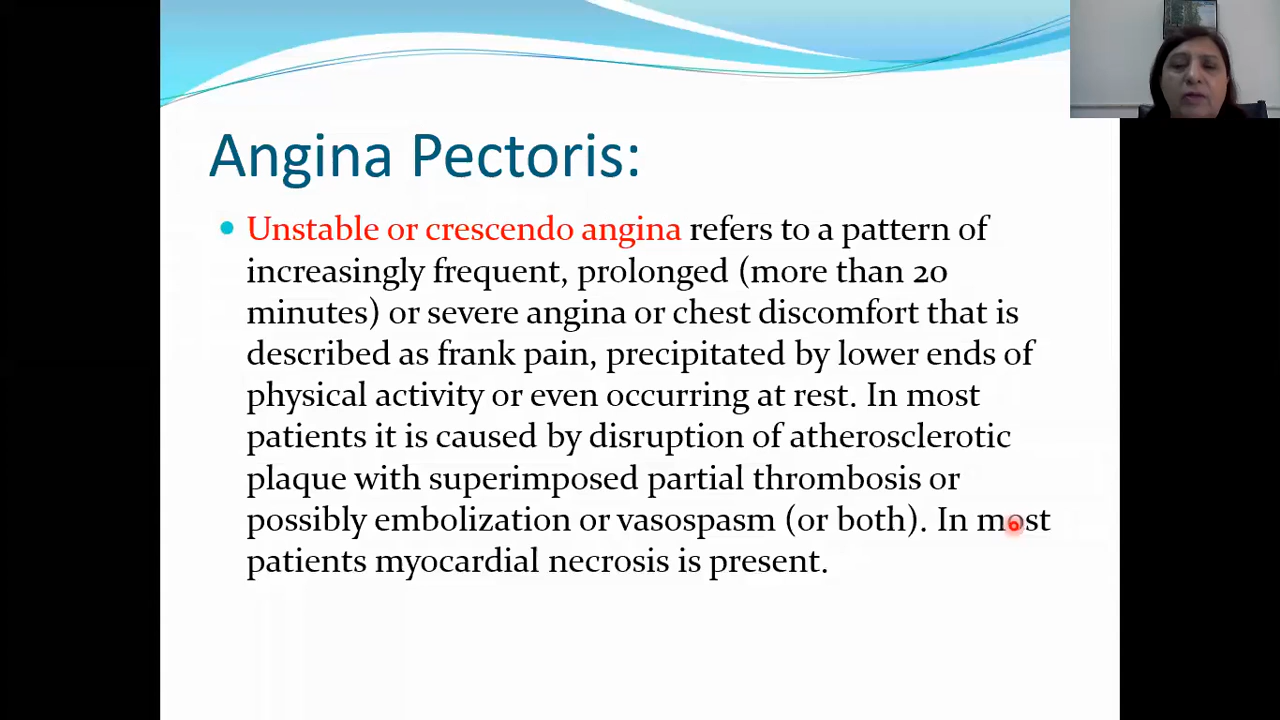 Angina Pectoris:
• Unstable or crescendo angina refers to a pattern of
increasingly frequent, prolonged (more than 20
minutes) or severe angina or chest discomfort that is
described as frank pain, precipitated by lower ends of
physical activity or even occurring at rest. In most
patients it is caused by disruption of atherosclerotic
plaque with superimposed partial thrombosis or
possibly embolization or vasospasm (or both). In most
patients myocardial necrosis is present.